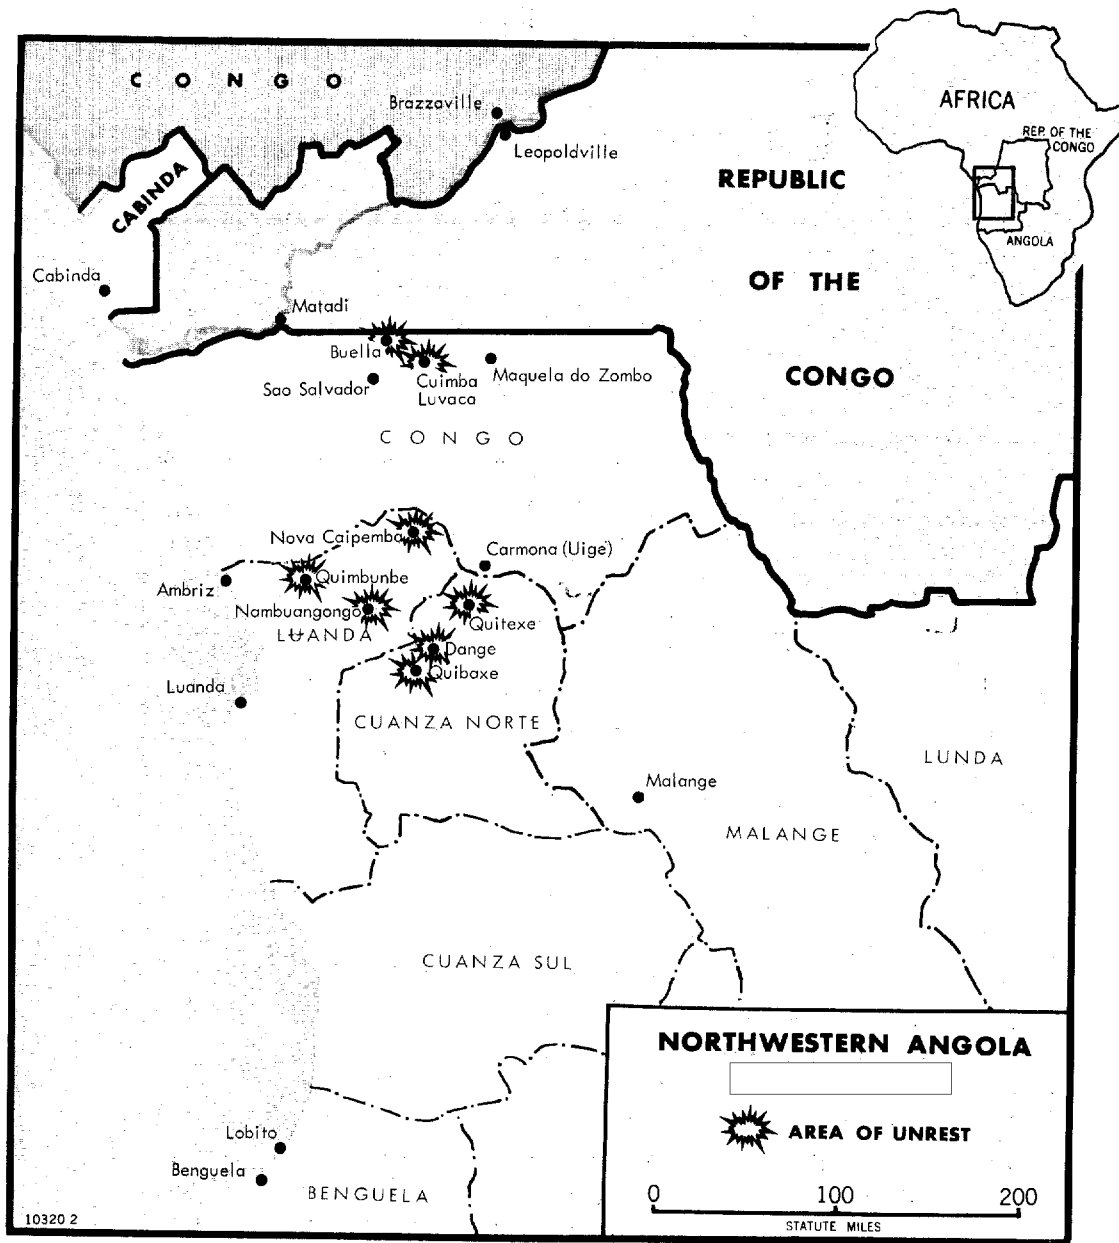 CONGO
Brazzaville
Leopoldville
CABINDA
Cabinda
Matadi
REPUBLIC
OF THE
CONGO
AFRICA
REP. OF THE
CONGO
ANGOLA
Buella
Cuimba
Luvaca
Maquela do Zombo
Sao Salvador
CONGO
Nova Caipemba
Carmona (Uige)
Ambriz
Quimbunbe
Nambuangongo
Quitexe
LUANDA
Dange
Quibaxe
Luanda
CUANZA NORTE
Malange
LUNDA
MALANGE
CUANZA SUL
Lobito
Benguela
BENGUELA
NORTHWESTERN ANGOLA
AREA OF UNREST
0 100 200
STATUTE MILES
10320 2